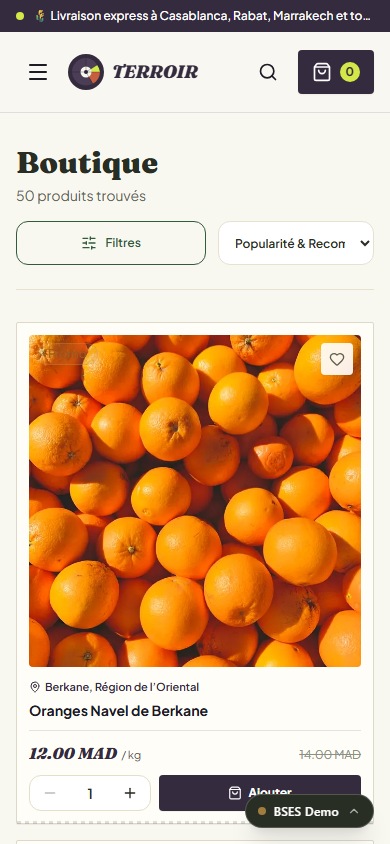 Livraison express à Casablanca, Rabat, Marrakech et to...
TERROIR
0
Boutique
50 produits trouvés
Filtres
Popularité & Recom
Berkane, Région de l'Oriental
Oranges Navel de Berkane
12.00 MAD / kg
14.00 MAD
1
Ajouter
BSES Demo